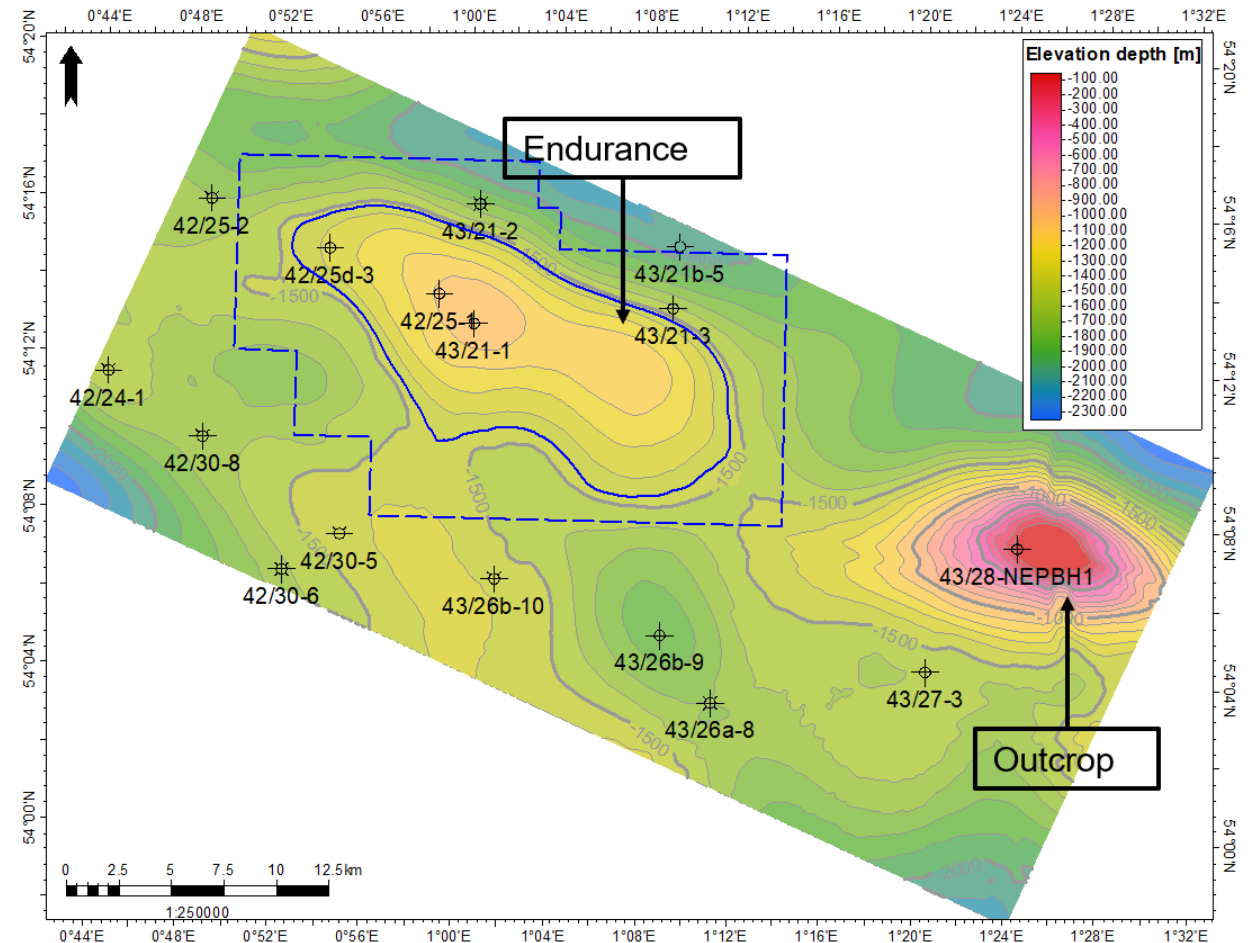 0°44'E 0°48'E 0°52'E 0°56'E 1°00'E 1°04'E 1°08'E 1°12'E 1°16'E 1°20'E 1°24'E 1°28'E 1°32'E
54°20'N
54°16'N
54°12'N
54°08'N
54°04'N
54°00'N
54°20'N
54°16'N
54°12'N
54°08'N
54°04'N
54°00'N
Elevation depth [m]
-100.00
-200.00
-300.00
-400.00
-500.00
-600.00
-700.00
-800.00
-900.00
-1000.00
-1100.00
-1200.00
-1300.00
-1400.00
-1500.00
-1600.00
-1700.00
-1800.00
-1900.00
-2000.00
-2100.00
-2200.00
-2300.00
Endurance
42/25-2
43/21-2
-1500
42/25d-3
43/21b-5
-1500
42/25-1
43/21-3
43/21-1
42/24-1
42/30-8
-2000
-1500
-1500
-1500
-1000
-1500
-2000
-1500
42/30-5
42/30-6
43/26b-10
43/28-NEPBH1
-1000
-1500
43/26b-9
43/27-3
43/26a-8
-1500
Outcrop
-2000
0 2.5 5 7.5 10 12.5km
1:250000
0°44'E 0°48'E 0°52'E 0°56'E 1°00'E 1°04'E 1°08'E 1°12'E 1°16'E 1°20'E 1°24'E 1°28'E 1°32'E